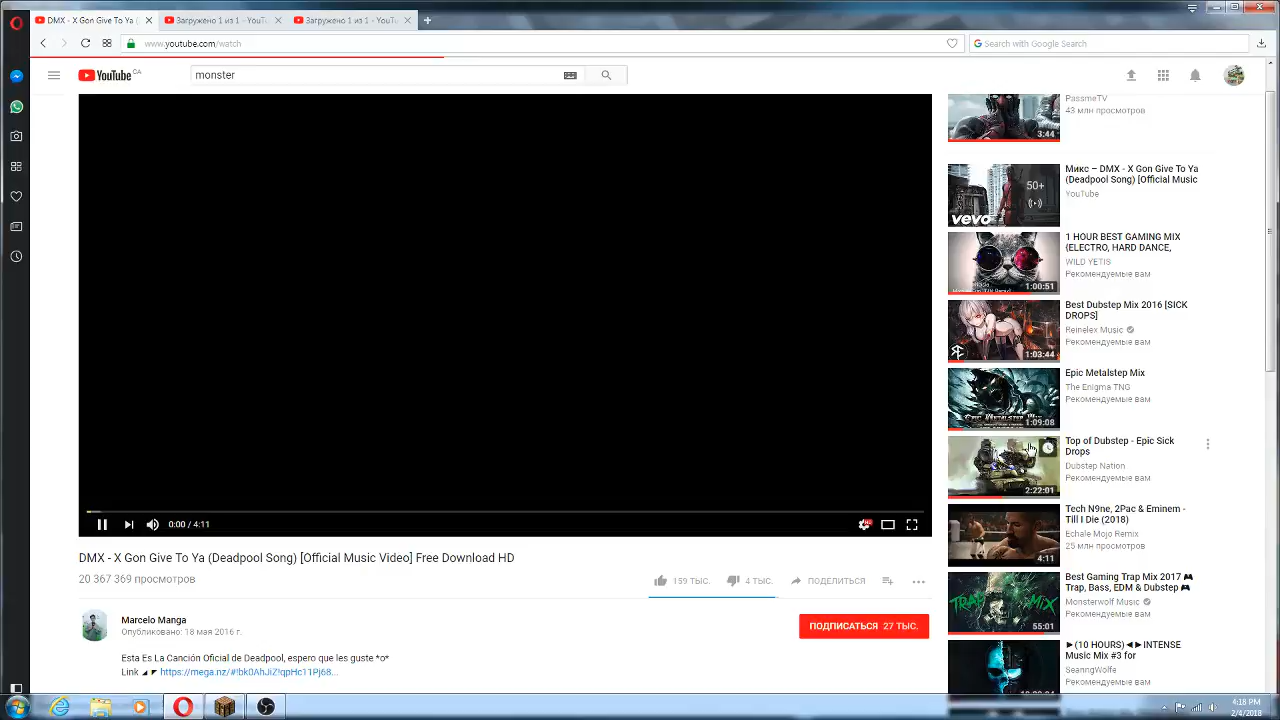 DMX - X Gon Give To Ya (
Загружено 1 из 1 - YouTu
Загружено 1 из 1 - YouTu
www.youtube.com/watch
Search with Google Search
YouTube CA
monster
PassmeTV
43 млн просмотров
3:44
Микс – DMX - X Gon Give To Ya
(Deadpool Song) [Official Music
YouTube
50+
vevo
1 HOUR BEST GAMING MIX
(ELECTRO, HARD DANCE,
WILD YETIS
Рекомендуемые вам
1:00:51
Best Dubstep Mix 2016 [SICK
DROPS]
Reinelex Music
Рекомендуемые вам
1:03:44
Epic Metalstep Mix
The Enigma TNG
Рекомендуемые вам
EPIC METALSTEP MIX
1:09:08
Top of Dubstep - Epic Sick
Drops
Dubstep Nation
Рекомендуемые вам
2:22:01
Tech N9ne, 2Pac & Eminem -
Till I Die (2018)
Echale Mojo Remix
25 млн просмотров
4:11
Best Gaming Trap Mix 2017 🎮
Trap, Bass, EDM & Dubstep 🎮
Monsterwolf Music
Рекомендуемые вам
TRAP MIX
55:01
►(10 HOURS)◄►INTENSE
Music Mix #3 for
SearingWolfe
Рекомендуемые вам
0:00 / 4:11
DMX - X Gon Give To Ya (Deadpool Song) [Official Music Video] Free Download HD
20 367 369 просмотров
159 ТЫС.
4 ТЫС.
ПОДЕЛИТЬСЯ
Marcelo Manga
Опубликовано: 18 мая 2016 г.
ПОДПИСАТЬСЯ 27 ТЫС.
Esta Es La Canción Oficial de Deadpool, espero que les guste *o*
Link ◢ ◤ https://mega.nz/#!bk0AhJiZ!qpHc11Pj68...
4:18 PM
2/4/2018